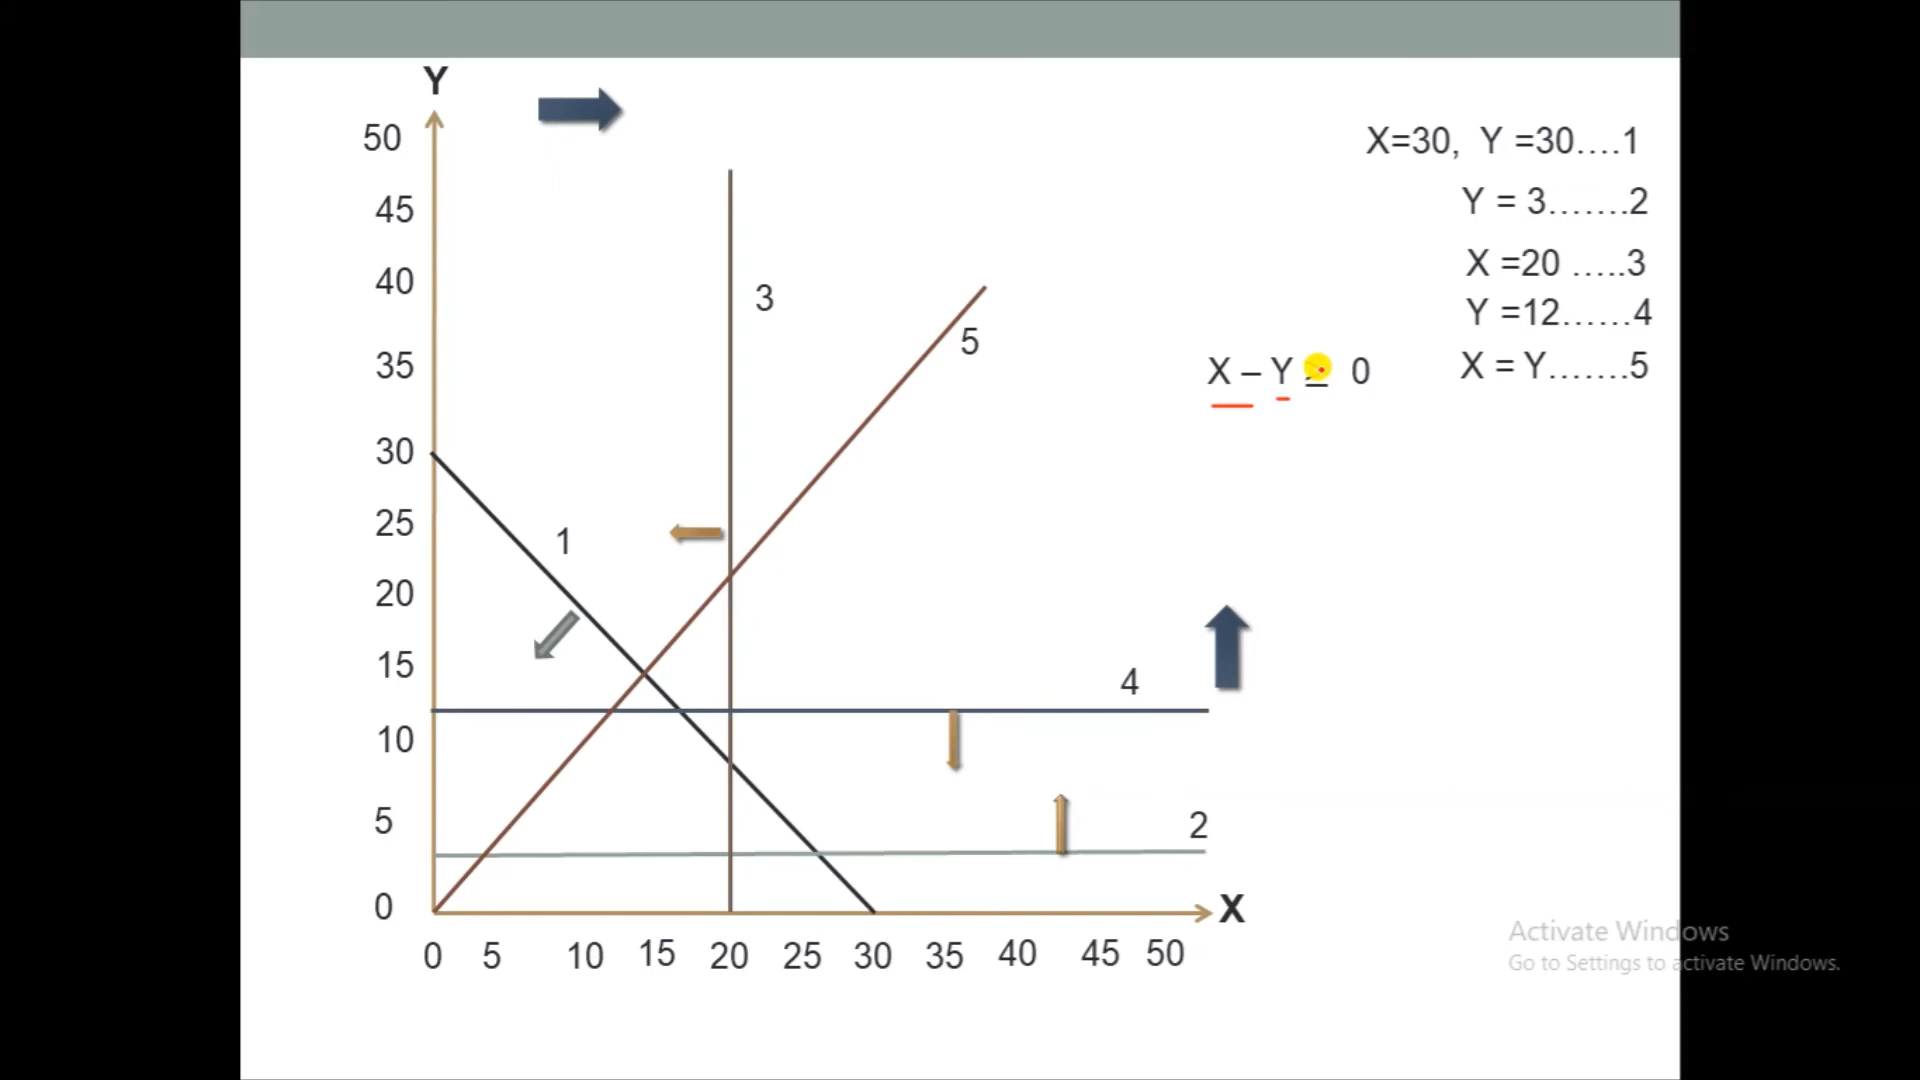 Y
50
45
40
35
30
25
20
15
10
5
0
0 5 10 15 20 25 30 35 40 45 50
X
1
2
3
4
5
X=30, Y =30....1
Y = 3.......2
X =20 .....3
Y =12......4
X = Y.......5
X – Y 0
Activate Windows
Go to Settings to activate Windows.